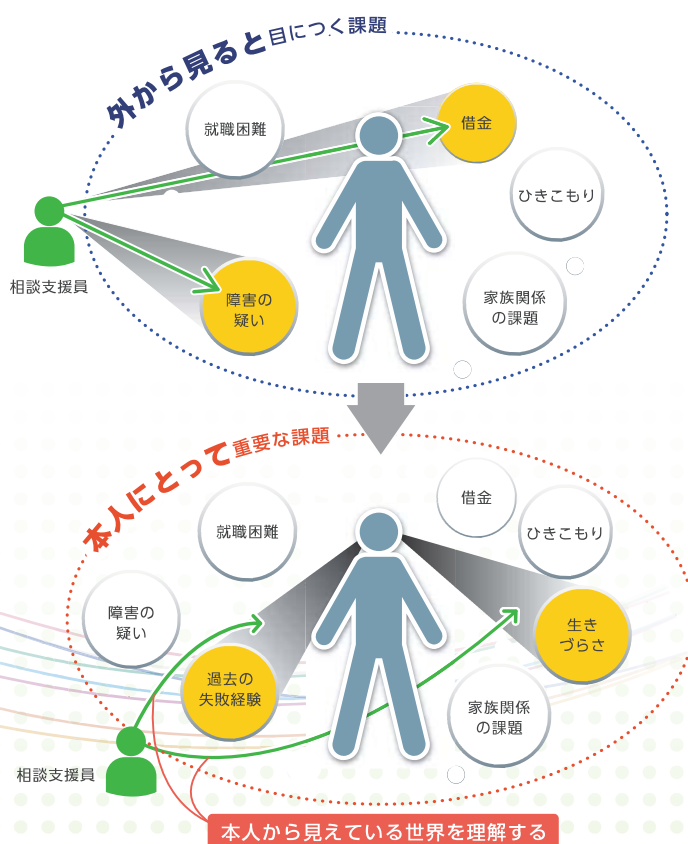 外から見ると目につく課題
就職困難
借金
ひきこもり
相談支援員
障害の
疑い
家族関係
の課題
本人にとって重要な課題
借金
就職困難
ひきこもり
障害の
疑い
生き
づらさ
過去の
失敗経験
家族関係
の課題
相談支援員
本人から見えている世界を理解する